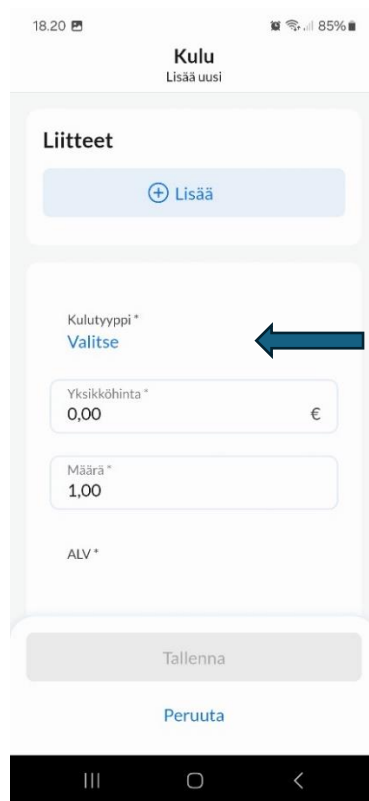 18.20 85%
Kulu
Lisää uusi
Liitteet
Lisää
Kulutyyppi *
Valitse
Yksikköhinta *
0,00 €
Määrä *
1,00
ALV *
Tallenna
Peruuta